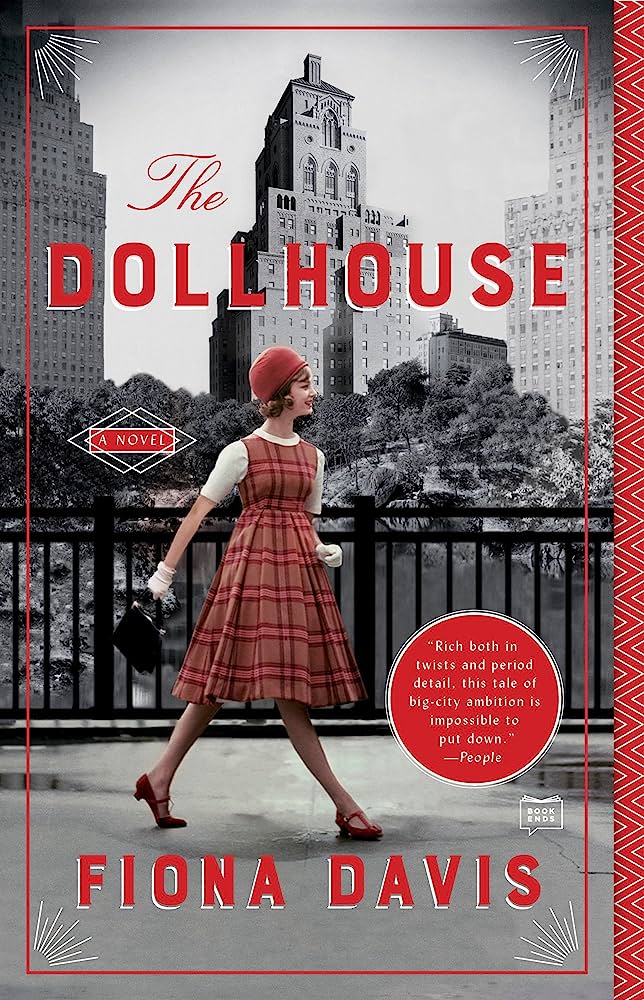 The
DOLLHOUSE
A NOVEL
“Rich both in
twists and period
detail, this tale of
big-city ambition is
impossible to
put down.”
—People
BOOK
ENDS
FIONA DAVIS